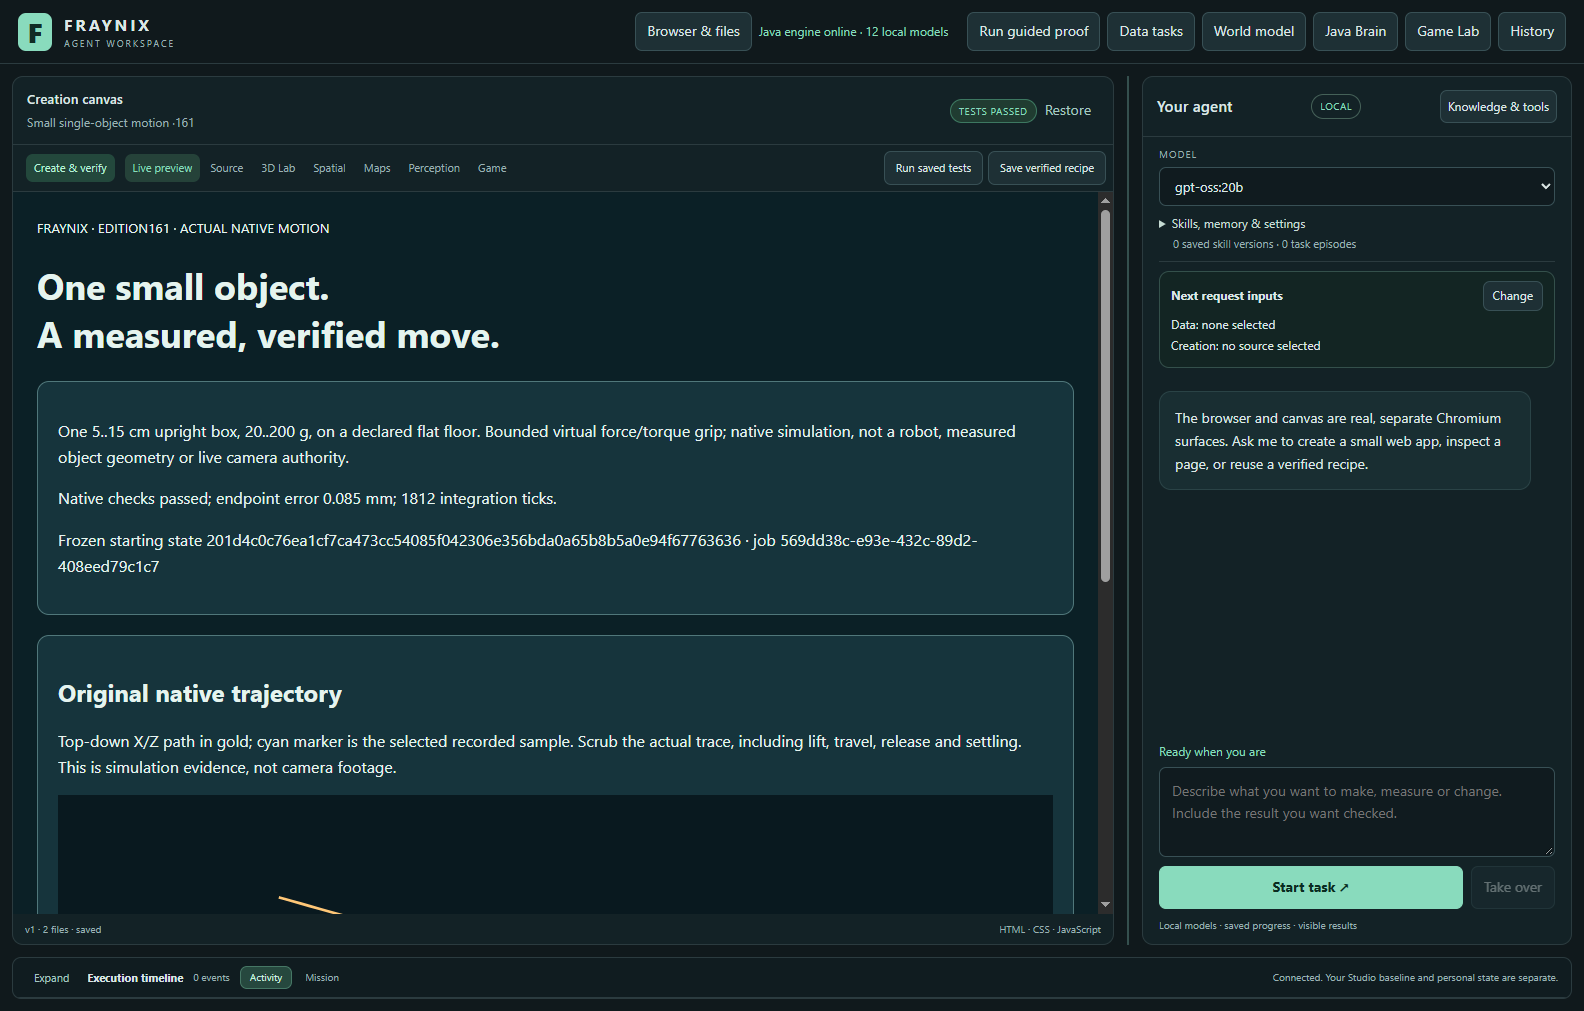 F
FRAYNIX
AGENT WORKSPACE
Browser & files
Java engine online · 12 local models
Run guided proof
Data tasks
World model
Java Brain
Game Lab
History
Creation canvas
Small single-object motion ·161
TESTS PASSED
Restore
Create & verify
Live preview
Source
3D Lab
Spatial
Maps
Perception
Game
Run saved tests
Save verified recipe
FRAYNIX · EDITION161 · ACTUAL NATIVE MOTION
One small object.
A measured, verified move.
One 5..15 cm upright box, 20..200 g, on a declared flat floor. Bounded virtual force/torque grip; native simulation, not a robot, measured
object geometry or live camera authority.
Native checks passed; endpoint error 0.085 mm; 1812 integration ticks.
Frozen starting state 201d4c0c76ea1cf7ca473cc54085f042306e356bda0a65b8b5a0e94f67763636 · job 569dd38c-e93e-432c-89d2-
408eed79c1c7
Original native trajectory
Top-down X/Z path in gold; cyan marker is the selected recorded sample. Scrub the actual trace, including lift, travel, release and settling.
This is simulation evidence, not camera footage.
v1 · 2 files · saved
HTML · CSS · JavaScript
Your agent
LOCAL
Knowledge & tools
MODEL
gpt-oss:20b
Skills, memory & settings
0 saved skill versions · 0 task episodes
Next request inputs
Change
Data: none selected
Creation: no source selected
The browser and canvas are real, separate Chromium
surfaces. Ask me to create a small web app, inspect a
page, or reuse a verified recipe.
Ready when you are
Describe what you want to make, measure or change.
Include the result you want checked.
Start task ↗
Take over
Local models · saved progress · visible results
Expand
Execution timeline
0 events
Activity
Mission
Connected. Your Studio baseline and personal state are separate.